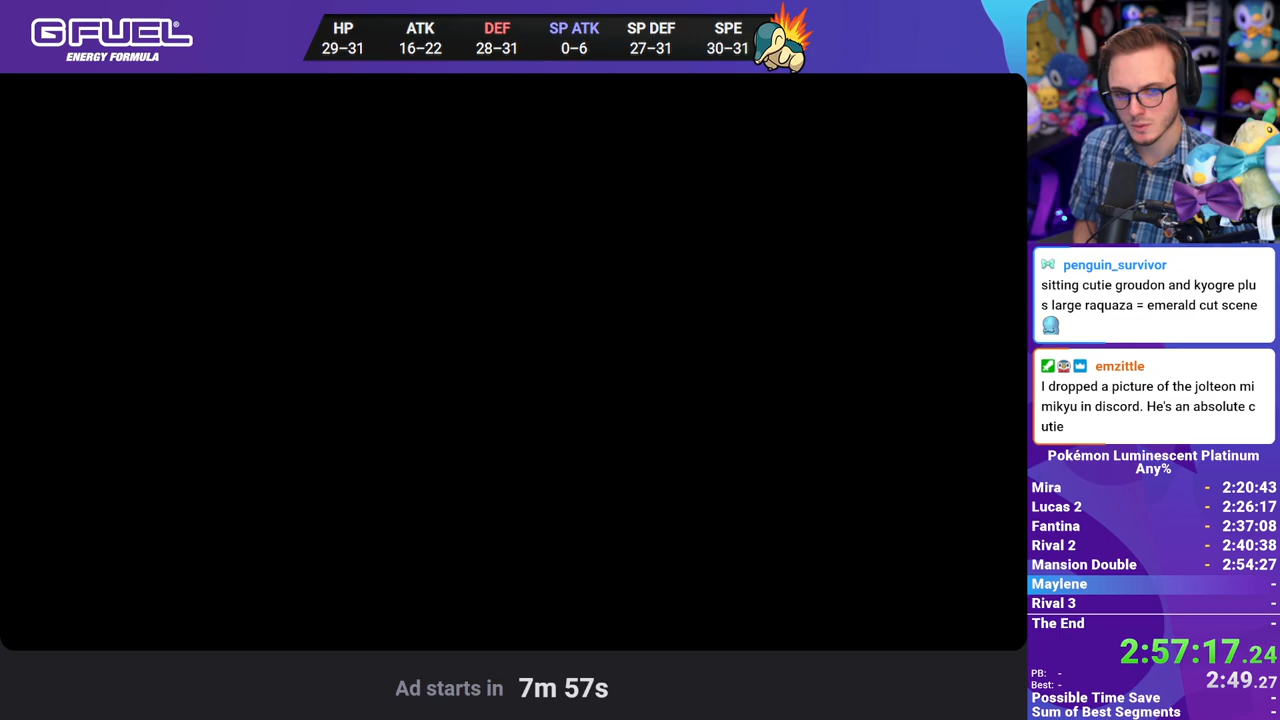 G FUEL®
ENERGY FORMULA
HP ATK DEF SP ATK SP DEF SPE
29–31 16–22 28–31 0–6 27–31 30–31
penguin_survivor
sitting cutie groudon and kyogre plu
s large raquaza = emerald cut scene
emzittle
I dropped a picture of the jolteon mi
mikyu in discord. He's an absolute c
utie
Pokémon Luminescent Platinum
Any%
Mira - 2:20:43
Lucas 2 - 2:26:17
Fantina - 2:37:08
Rival 2 - 2:40:38
Mansion Double - 2:54:27
Maylene -
Rival 3 -
The End -
2:57:17.24
PB: -
Best: - 2:49.27
Possible Time Save -
Sum of Best Segments -
Ad starts in 7m 57s